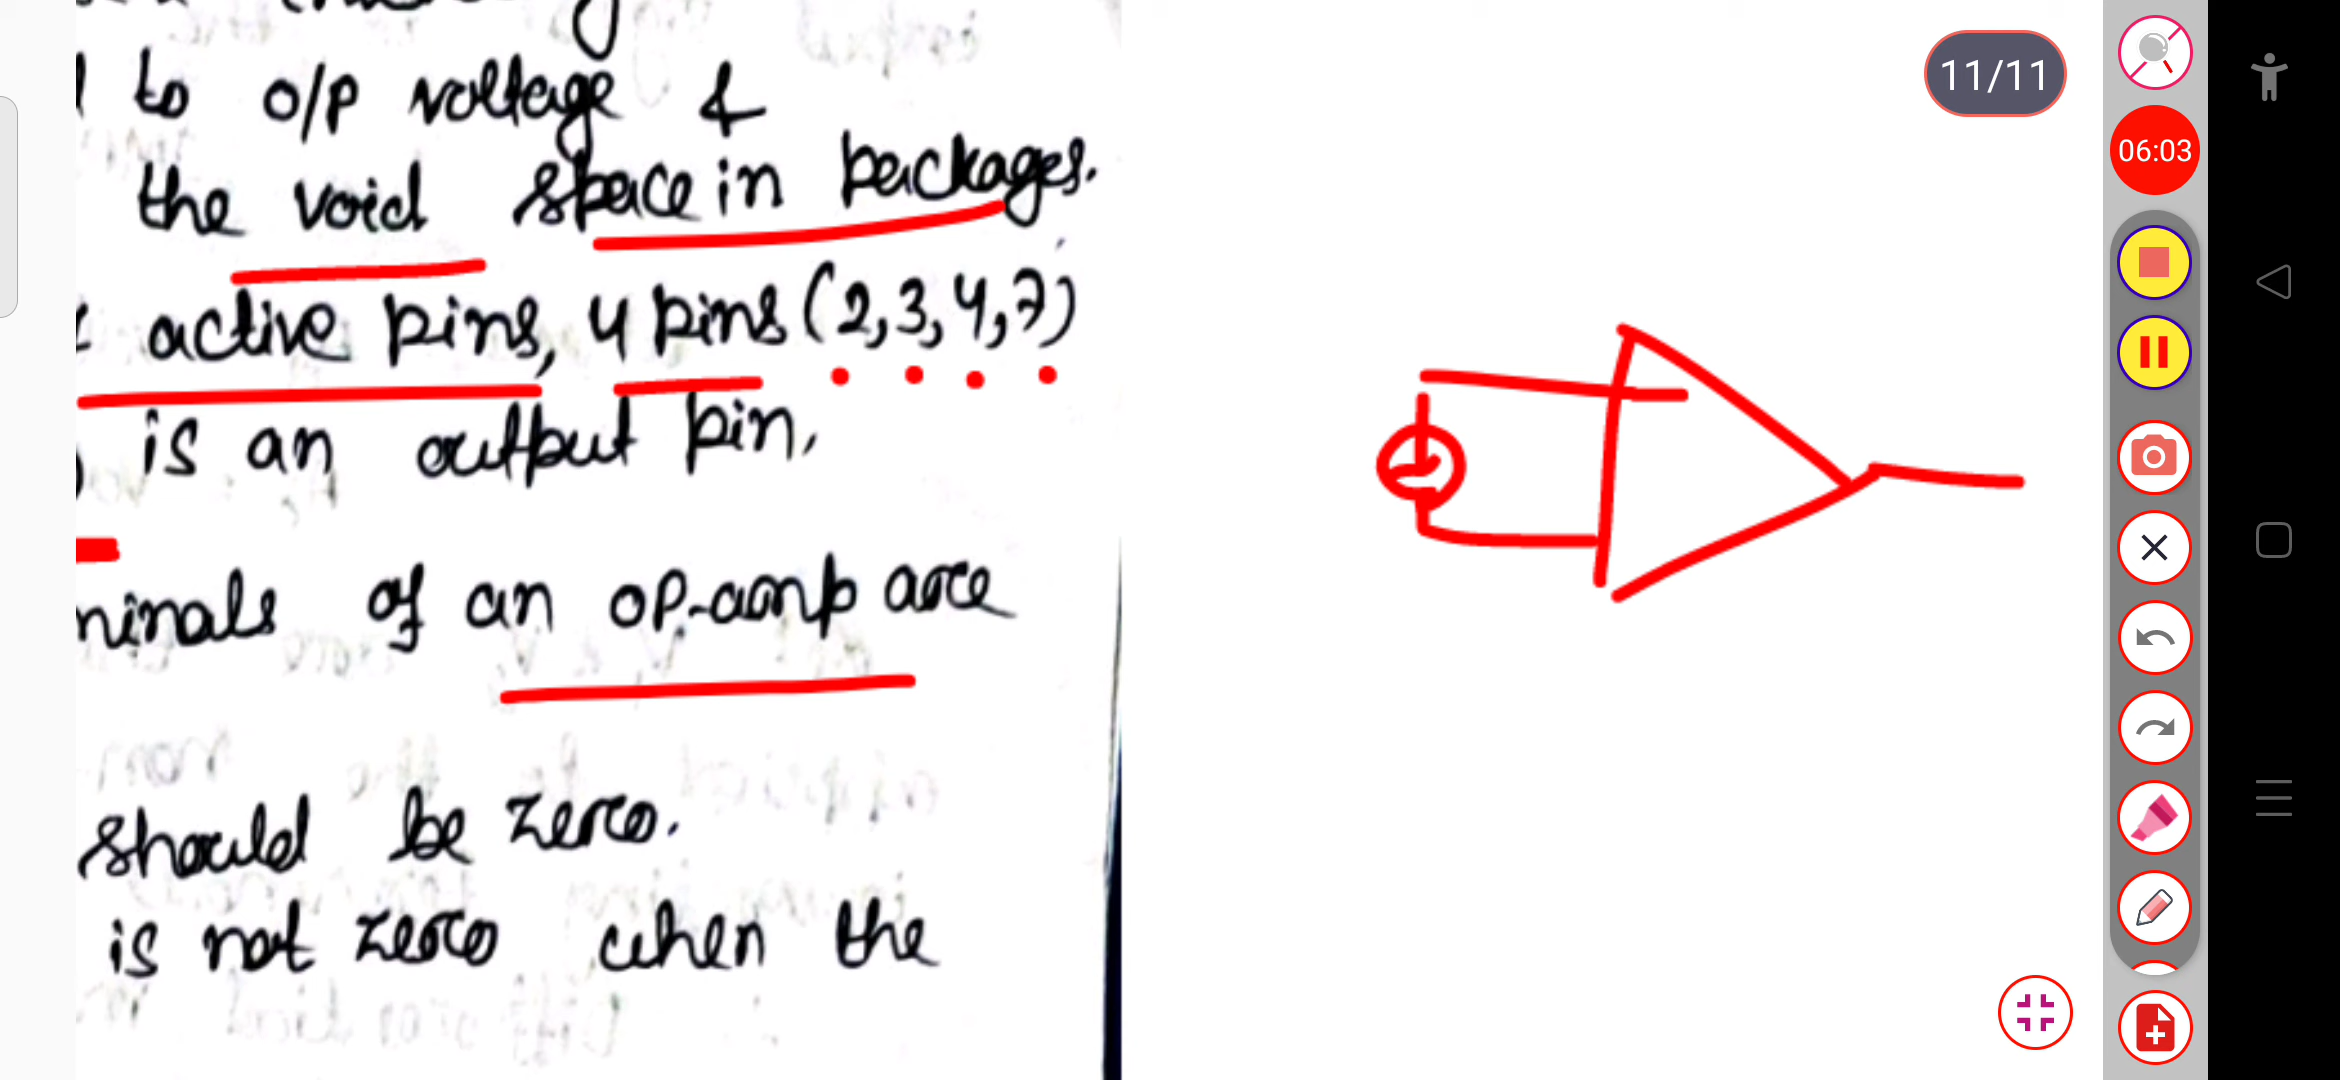 to o/p voltage &
the void space in packages.
active pins, 4 pins (2,3,4,7)
is an output pin,
minals of an op-amp are
should be zero.
is not zero when the
11/11
06:03